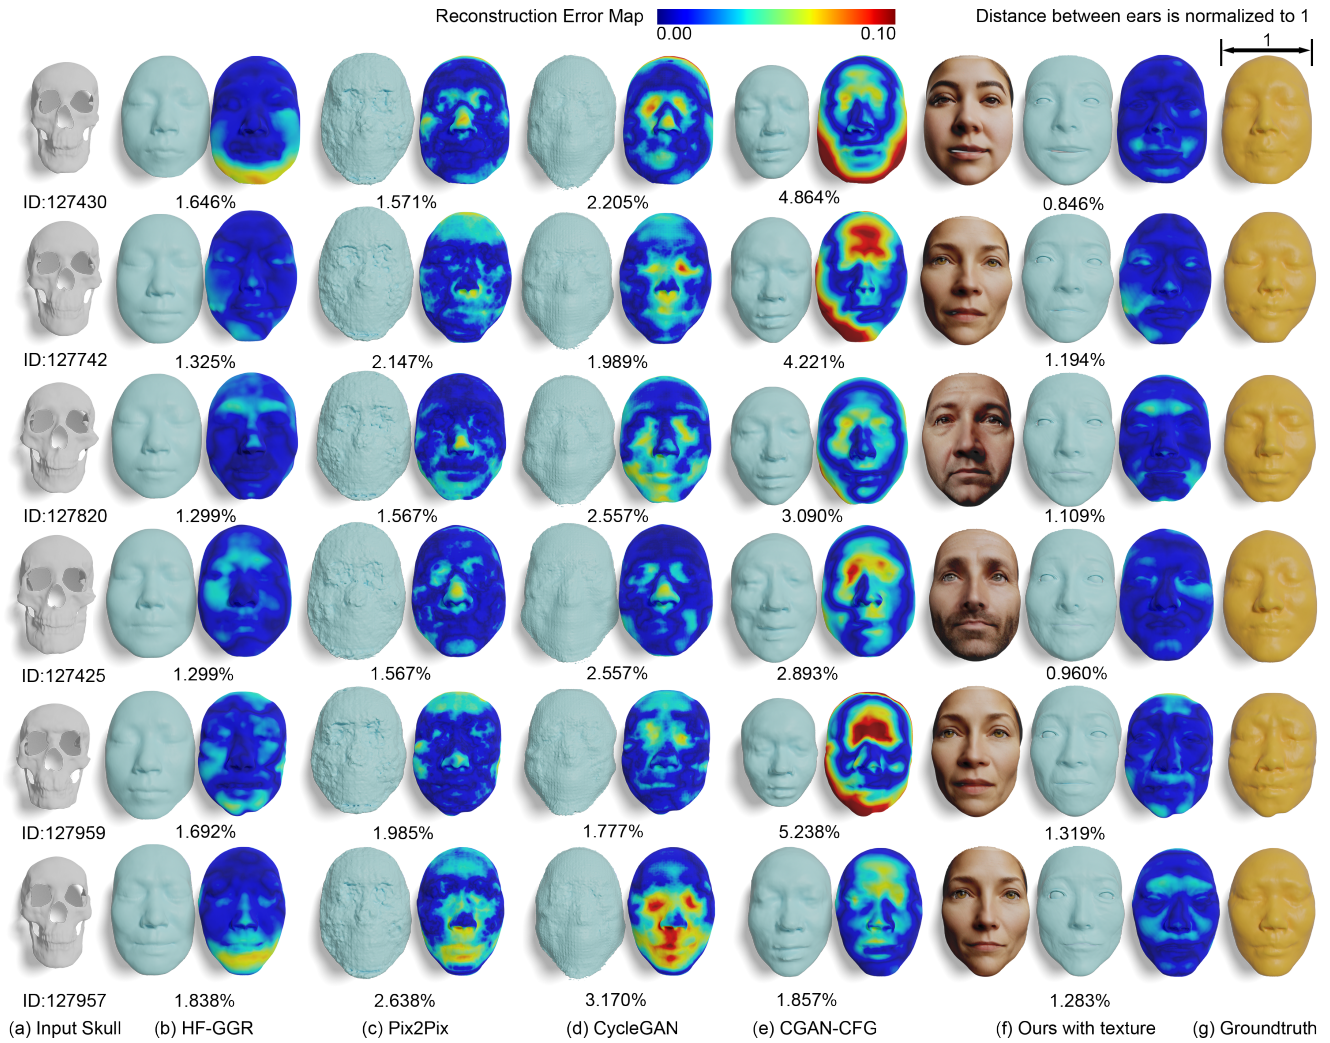 Reconstruction Error Map
0.00
0.10
Distance between ears is normalized to 1
1
ID:127430
1.646%
1.571%
2.205%
4.864%
0.846%
ID:127742
1.325%
2.147%
1.989%
4.221%
1.194%
ID:127820
1.299%
1.567%
2.557%
3.090%
1.109%
ID:127425
1.299%
1.567%
2.557%
2.893%
0.960%
ID:127959
1.692%
1.985%
1.777%
5.238%
1.319%
ID:127957
1.838%
2.638%
3.170%
1.857%
1.283%
(a) Input Skull
(b) HF-GGR
(c) Pix2Pix
(d) CycleGAN
(e) CGAN-CFG
(f) Ours with texture
(g) Groundtruth